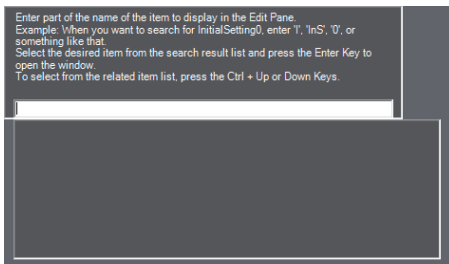 Enter part of the name of the item to display in the Edit Pane.
Example: When you want to search for InitialSetting0, enter 'I', 'InS', '0', or
something like that.
Select the desired item from the search result list and press the Enter Key to
open the window.
To select from the related item list, press the Ctrl + Up or Down Keys.